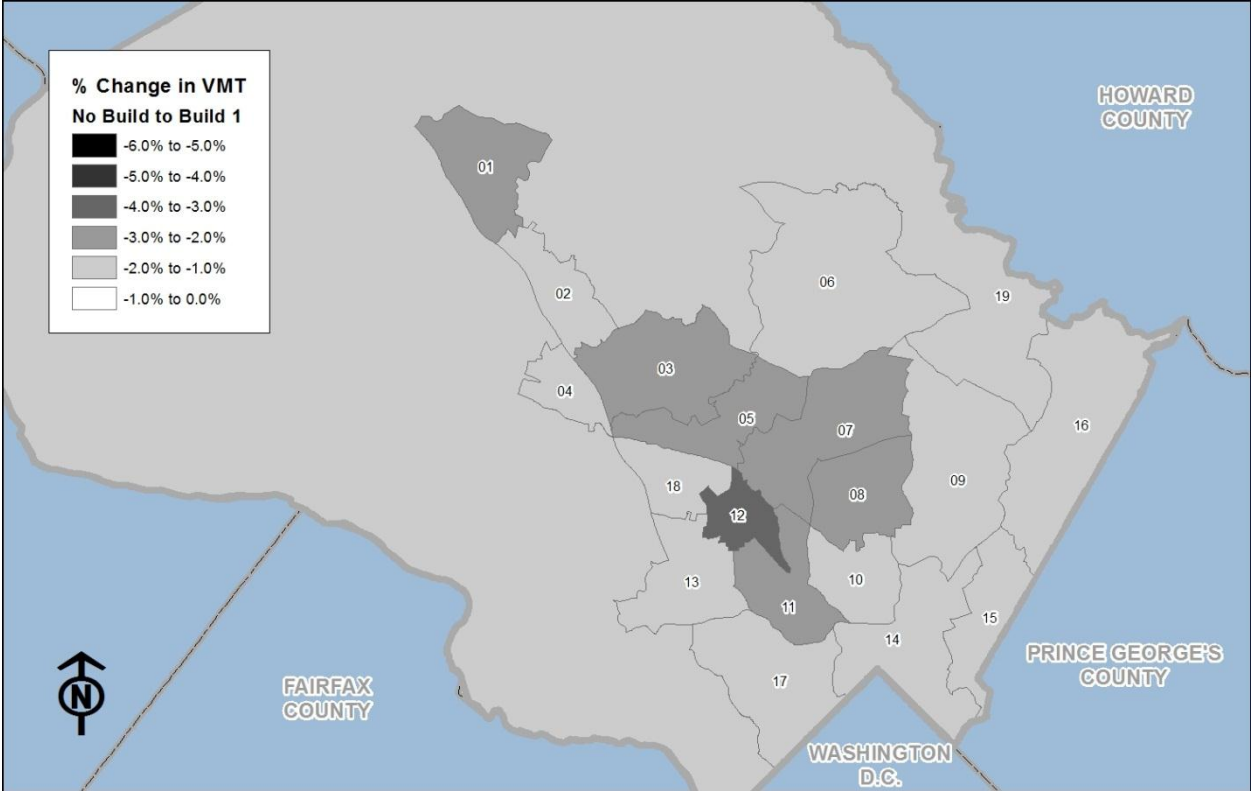 % Change in VMT
No Build to Build 1
-6.0% to -5.0%
-5.0% to -4.0%
-4.0% to -3.0%
-3.0% to -2.0%
-2.0% to -1.0%
-1.0% to 0.0%
HOWARD
COUNTY
01
02
06
19
03
04
05
07
16
09
18
08
12
13
10
11
15
14
17
N
FAIRFAX
COUNTY
PRINCE GEORGE'S
COUNTY
WASHINGTON
D.C.